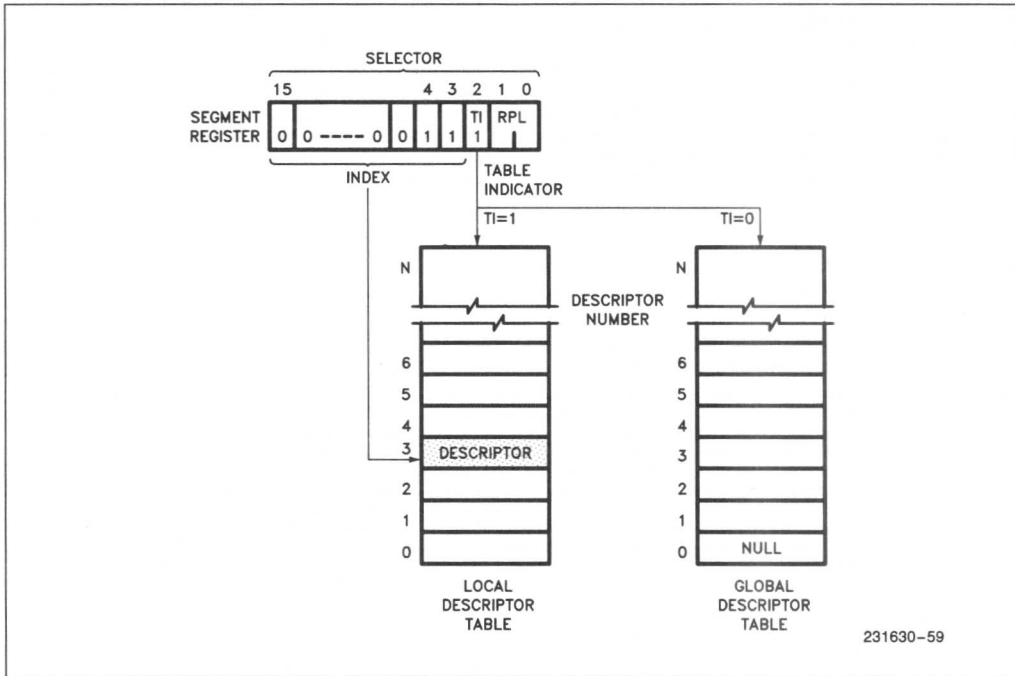 SELECTOR
15 4 3 2 1 0
SEGMENT REGISTER
0 0 ---- 0 0 1 1 TI 1 RPL
INDEX
TABLE INDICATOR
TI=1
TI=0
N
DESCRIPTOR NUMBER
N
6
5
4
3 DESCRIPTOR
2
1
0
6
5
4
3
2
1
0 NULL
LOCAL
DESCRIPTOR
TABLE
GLOBAL
DESCRIPTOR
TABLE
231630-59